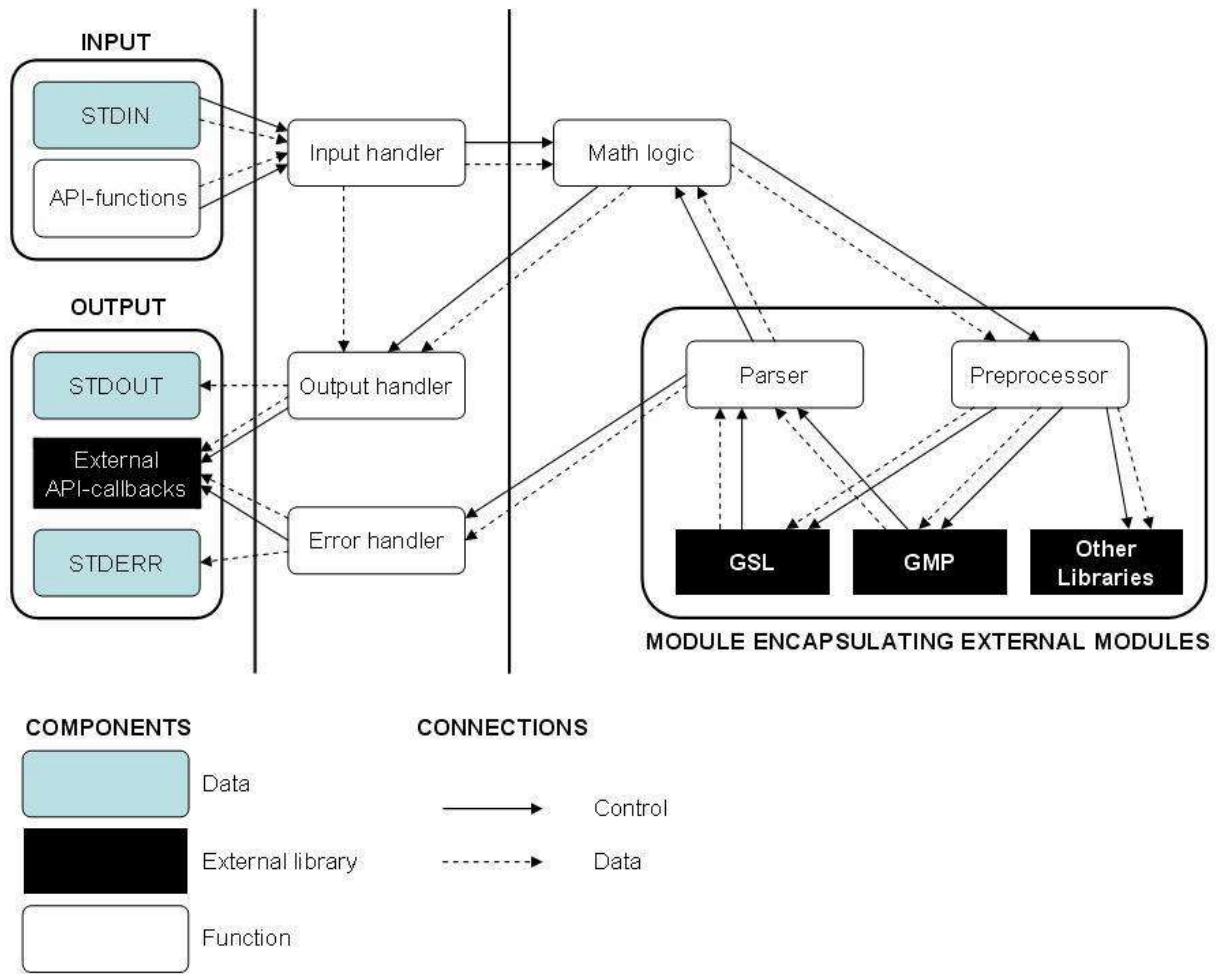 INPUT
STDIN
API-functions
Input handler
Math logic
OUTPUT
STDOUT
External
API-callbacks
STDERR
Output handler
Error handler
Parser
Preprocessor
GSL
GMP
Other
Libraries
MODULE ENCAPSULATING EXTERNAL MODULES
COMPONENTS
Data
External library
Function
CONNECTIONS
Control
Data